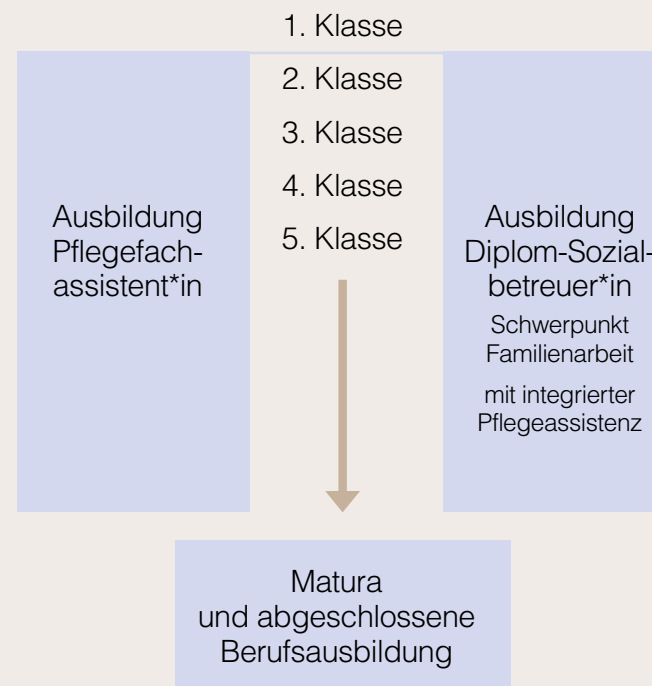 1. Klasse
2. Klasse
3. Klasse
4. Klasse
5. Klasse
Ausbildung
Pflegefach-
assistent*in
Ausbildung
Diplom-Sozial-
betreuer*in
Schwerpunkt
Familienarbeit
mit integrierter
Pflegeassistenz
Matura
und abgeschlossene
Berufsausbildung